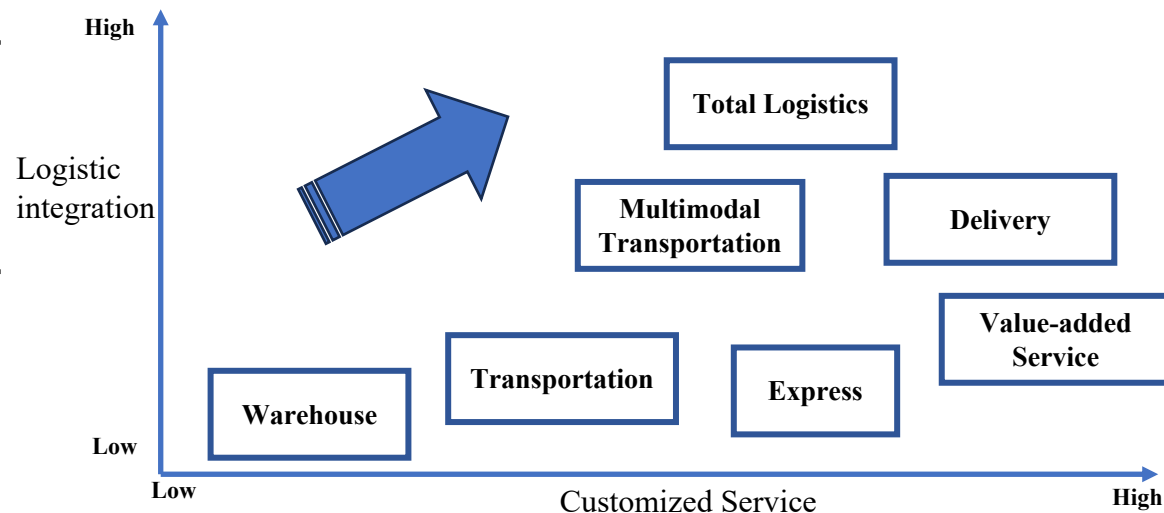 High
Total Logistics
Logistic
integration
Multimodal
Transportation
Delivery
Value-added
Service
Transportation
Express
Warehouse
Low
Low
Customized Service
High